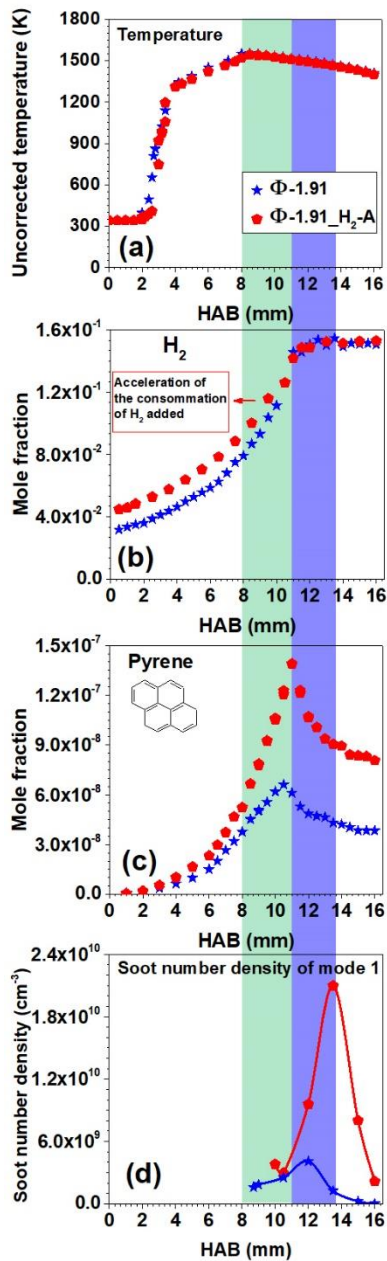 Uncorrected temperature (K)
1800
1500
1200
900
600
300
0
Temperature
Φ-1.91
Φ-1.91_H2-A
(a)
0 2 4 6 8 10 12 14 16
HAB (mm)
Mole fraction
1.6x10-1
1.2x10-1
8.0x10-2
4.0x10-2
0.0
H2
Acceleration of
the consommation
of H2 added
(b)
0 2 4 6 8 10 12 14 16
HAB (mm)
Mole fraction
1.5x10-7
1.2x10-7
9.0x10-8
6.0x10-8
3.0x10-8
0.0
Pyrene
(c)
0 2 4 6 8 10 12 14 16
HAB (mm)
Soot number density (cm-3)
2.4x1010
1.8x1010
1.2x1010
6.0x109
0.0
Soot number density of mode 1
(d)
0 2 4 6 8 10 12 14 16
HAB (mm)